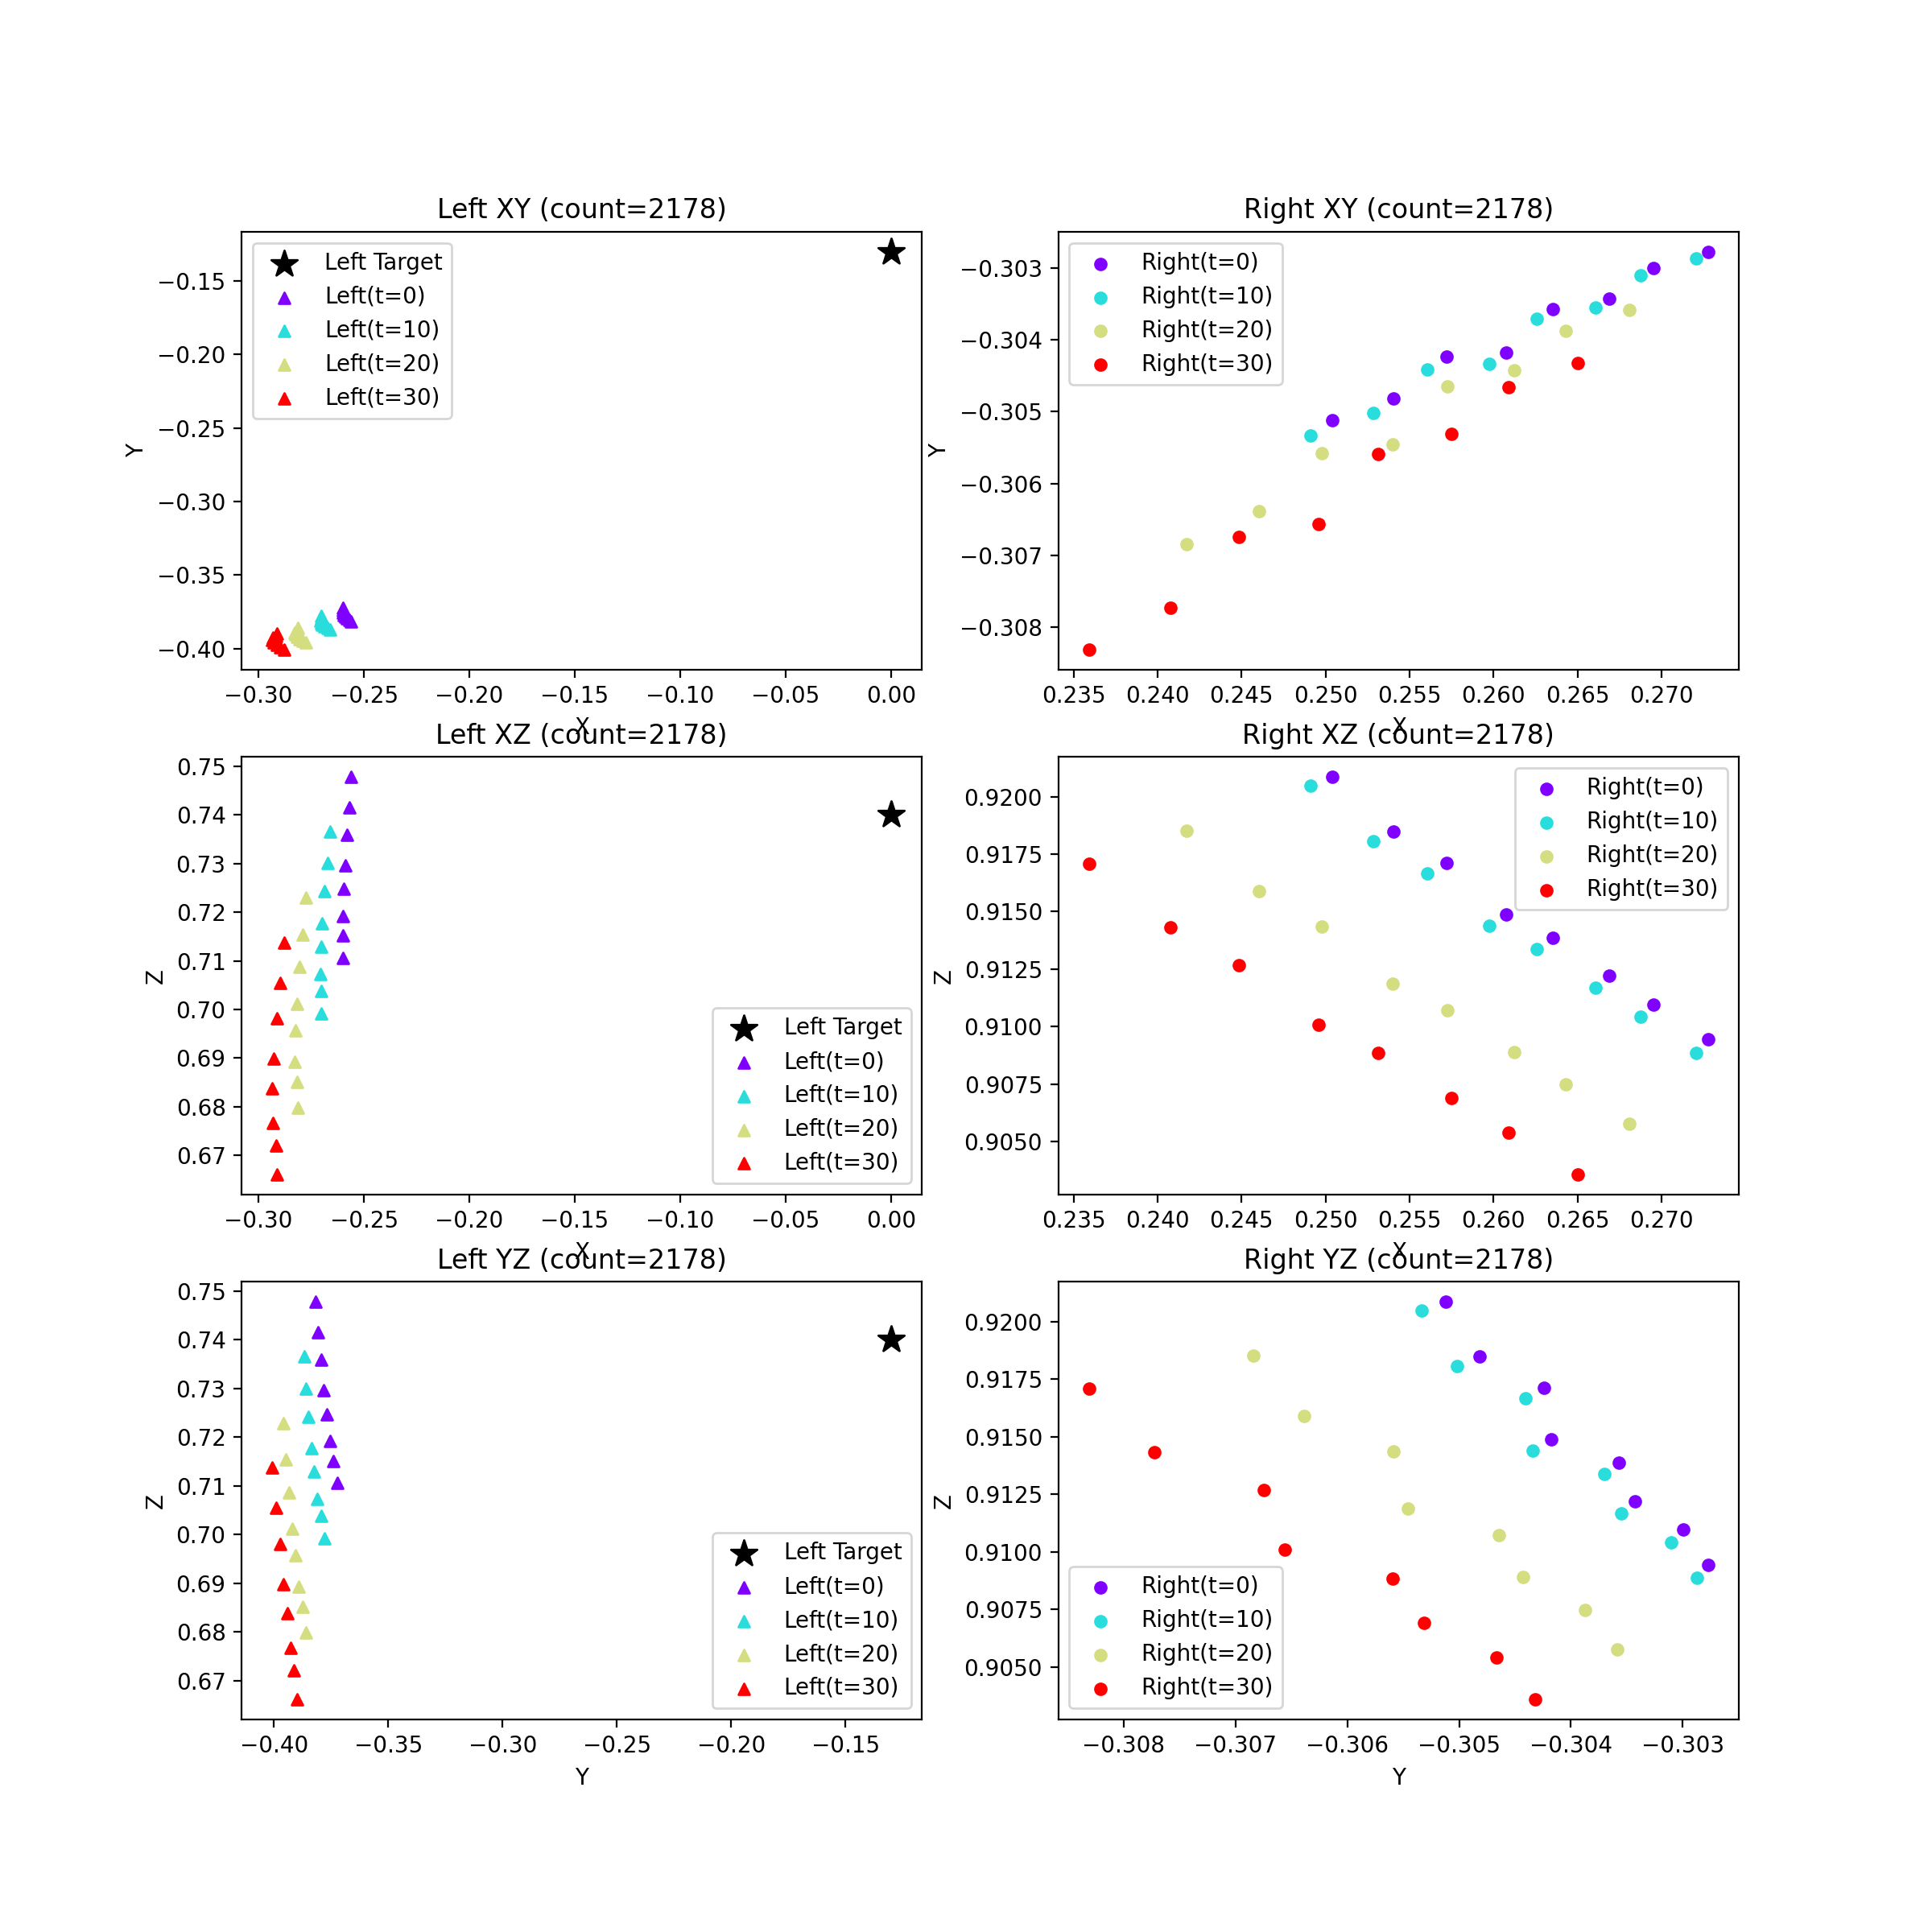 Left XY (count=2178)
Left Target
Left(t=0)
Left(t=10)
Left(t=20)
Left(t=30)
−0.15
−0.20
−0.25
−0.30
−0.35
−0.40
Y
−0.30 −0.25 −0.20 −0.15 −0.10 −0.05 0.00
X
Right XY (count=2178)
Right(t=0)
Right(t=10)
Right(t=20)
Right(t=30)
−0.303
−0.304
−0.305
−0.306
−0.307
−0.308
Y
0.235 0.240 0.245 0.250 0.255 0.260 0.265 0.270
X
Left XZ (count=2178)
0.75
0.74
0.73
0.72
0.71
0.70
0.69
0.68
0.67
Z
Left Target
Left(t=0)
Left(t=10)
Left(t=20)
Left(t=30)
−0.30 −0.25 −0.20 −0.15 −0.10 −0.05 0.00
X
Right XZ (count=2178)
Right(t=0)
Right(t=10)
Right(t=20)
Right(t=30)
0.9200
0.9175
0.9150
0.9125
0.9100
0.9075
0.9050
Z
0.235 0.240 0.245 0.250 0.255 0.260 0.265 0.270
X
Left YZ (count=2178)
0.75
0.74
0.73
0.72
0.71
0.70
0.69
0.68
0.67
Z
Left Target
Left(t=0)
Left(t=10)
Left(t=20)
Left(t=30)
−0.40 −0.35 −0.30 −0.25 −0.20 −0.15
Y
Right YZ (count=2178)
0.9200
0.9175
0.9150
0.9125
0.9100
0.9075
0.9050
Z
Right(t=0)
Right(t=10)
Right(t=20)
Right(t=30)
−0.308 −0.307 −0.306 −0.305 −0.304 −0.303
Y